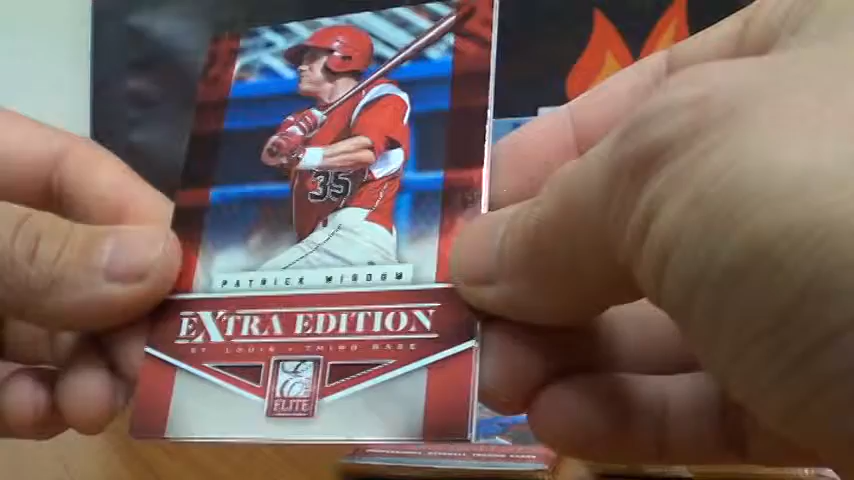 35
PATRICK WISDOM
EXTRA EDITION
ST. LOUIS • THIRD BASE
ELITE